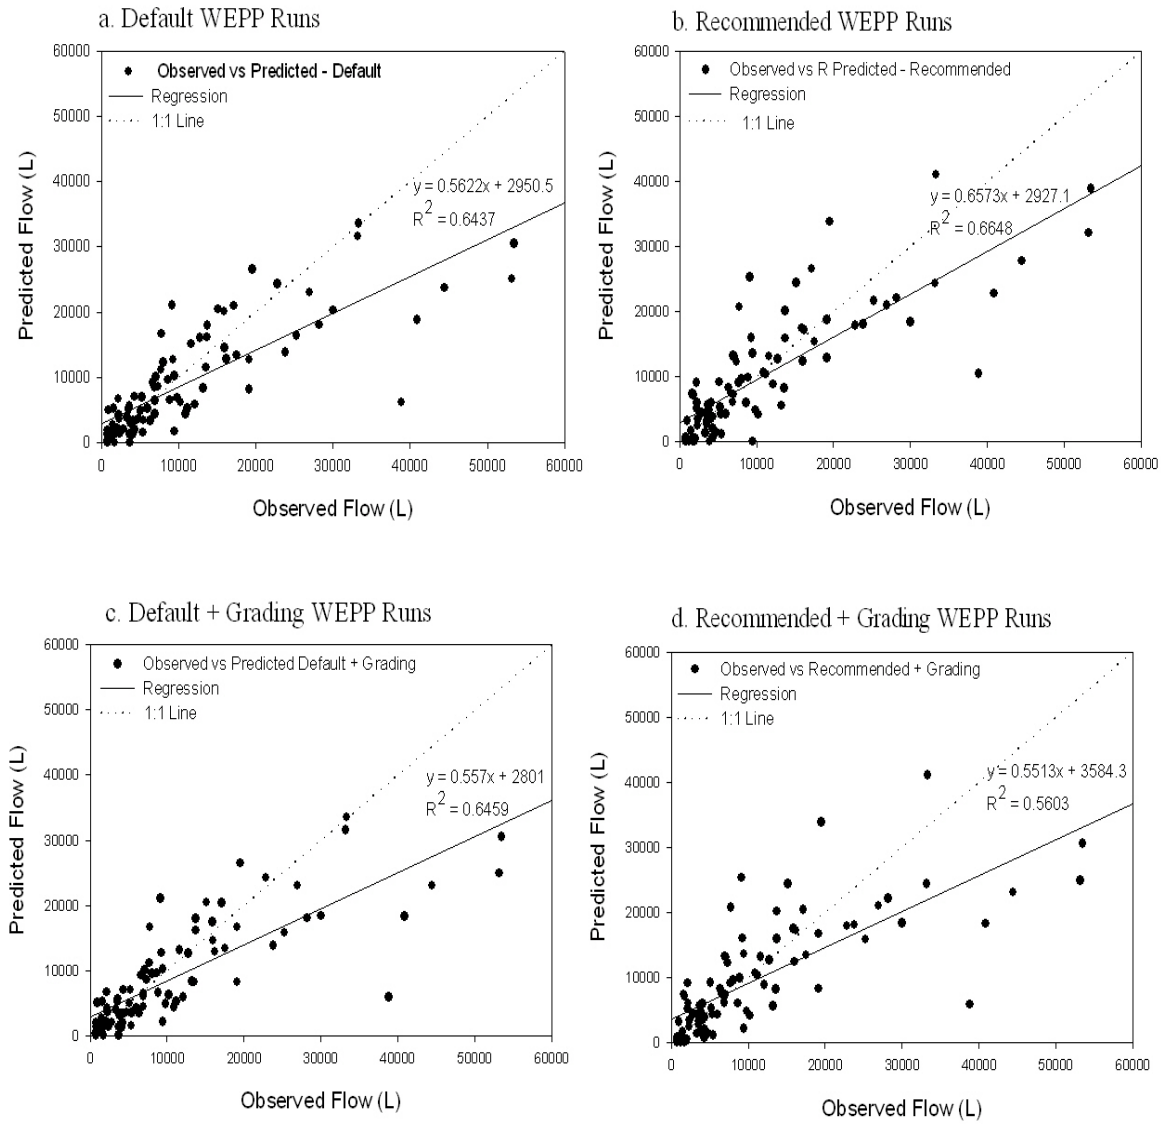 a. Default WEPP Runs
60000
50000
40000
30000
20000
10000
0
Predicted Flow (L)
Observed vs Predicted - Default
Regression
1:1 Line
y = 0.5622x + 2950.5
R2 = 0.6437
0 10000 20000 30000 40000 50000 60000
Observed Flow (L)
b. Recommended WEPP Runs
60000
50000
40000
30000
20000
10000
0
Predicted Flow (L)
Observed vs R Predicted - Recommended
Regression
1:1 Line
y = 0.6573x + 2927.1
R2 = 0.6648
0 10000 20000 30000 40000 50000 60000
Observed Flow (L)
c. Default + Grading WEPP Runs
60000
50000
40000
30000
20000
10000
0
Predicted Flow (L)
Observed vs Predicted Default + Grading
Regression
1:1 Line
y = 0.557x + 2801
R2 = 0.6459
0 10000 20000 30000 40000 50000 60000
Observed Flow (L)
d. Recommended + Grading WEPP Runs
60000
50000
40000
30000
20000
10000
0
Predicted Flow (L)
Observed vs Recommended + Grading
Regression
1:1 Line
y = 0.5513x + 3584.3
R2 = 0.5603
0 10000 20000 30000 40000 50000 60000
Observed Flow (L)